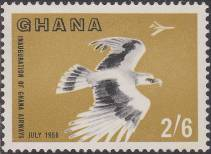 GHANA
INAUGURATION OF GHANA AIRWAYS
JULY 1958
2/6